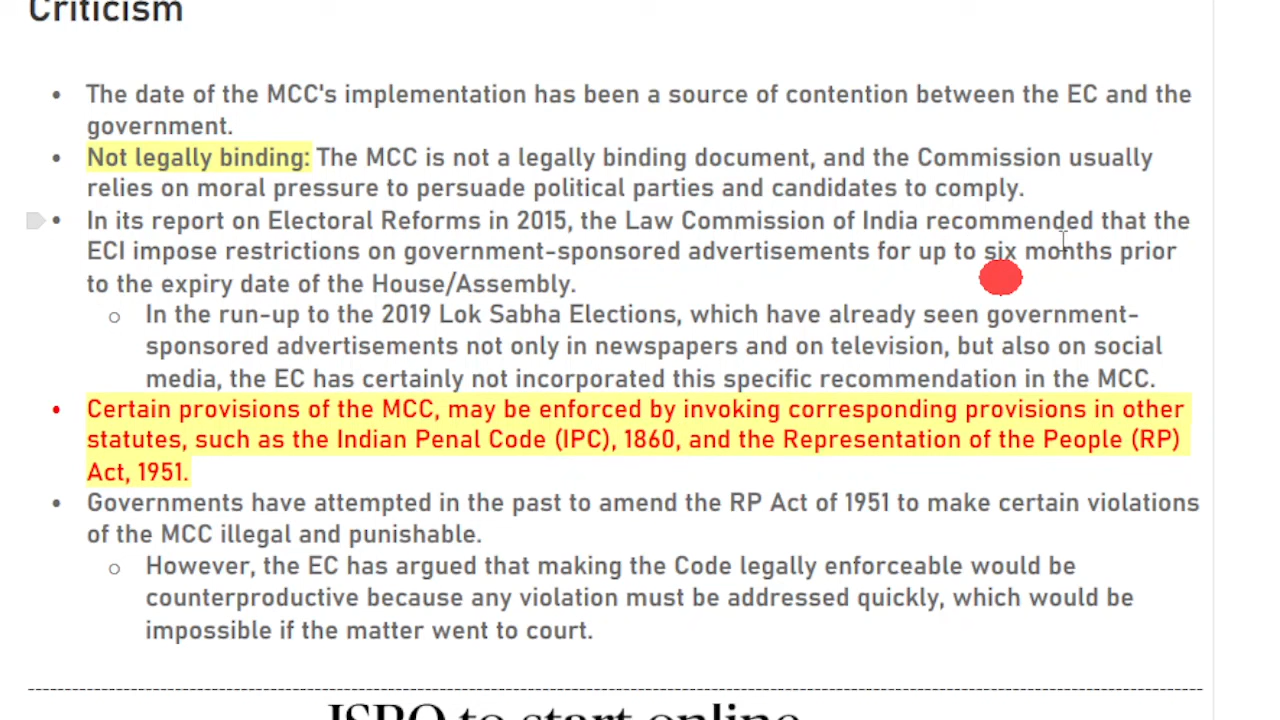 Criticism
• The date of the MCC's implementation has been a source of contention between the EC and the
government.
• Not legally binding: The MCC is not a legally binding document, and the Commission usually
relies on moral pressure to persuade political parties and candidates to comply.
• In its report on Electoral Reforms in 2015, the Law Commission of India recommended that the
ECI impose restrictions on government-sponsored advertisements for up to six months prior
to the expiry date of the House/Assembly.
○ In the run-up to the 2019 Lok Sabha Elections, which have already seen government-
sponsored advertisements not only in newspapers and on television, but also on social
media, the EC has certainly not incorporated this specific recommendation in the MCC.
• Certain provisions of the MCC, may be enforced by invoking corresponding provisions in other
statutes, such as the Indian Penal Code (IPC), 1860, and the Representation of the People (RP)
Act, 1951.
• Governments have attempted in the past to amend the RP Act of 1951 to make certain violations
of the MCC illegal and punishable.
○ However, the EC has argued that making the Code legally enforceable would be
counterproductive because any violation must be addressed quickly, which would be
impossible if the matter went to court.
ISRO to start online